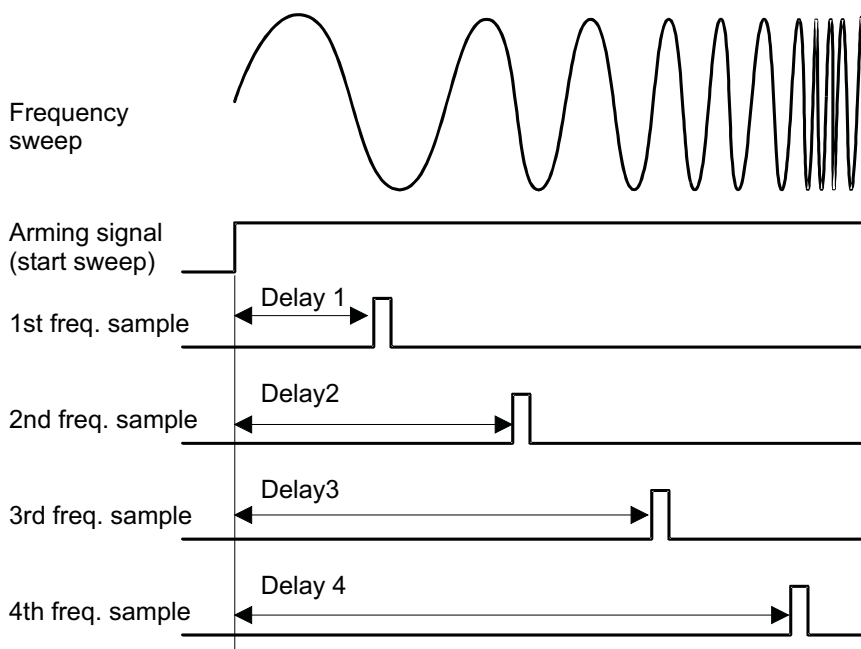 Frequency
sweep
Arming signal
(start sweep)
Delay 1
1st freq. sample
Delay2
2nd freq. sample
Delay3
3rd freq. sample
Delay 4
4th freq. sample